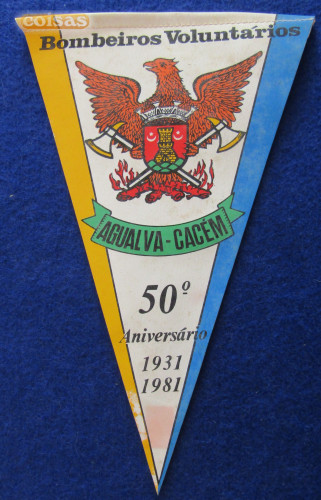 coisas
Bombeiros Voluntários
AGUALVA-CACÉM
50º
Aniversário
1931
1981